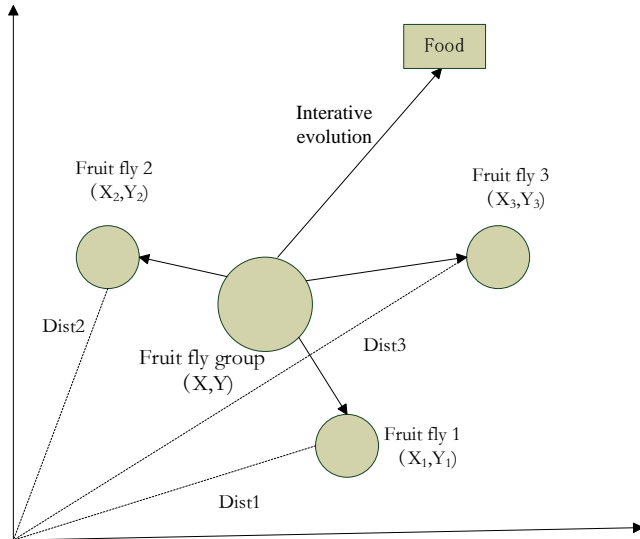 Food
Interative
evolution
Fruit fly 2
(X₂,Y₂)
Fruit fly 3
(X₃,Y₃)
Dist2
Fruit fly group
(X,Y)
Dist3
Fruit fly 1
(X₁,Y₁)
Dist1